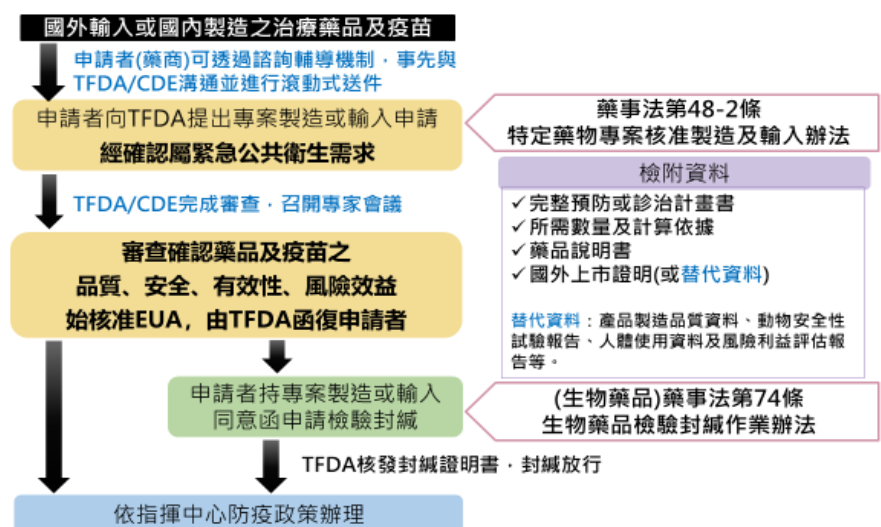 國外輸入或國內製造之治療藥品及疫苗
申請者(藥商)可透過諮詢輔導機制，事先與
TFDA/CDE溝通並進行滾動式送件
申請者向TFDA提出專案製造或輸入申請
經確認屬緊急公共衛生需求
藥事法第48-2條
特定藥物專案核准製造及輸入辦法
TFDA/CDE完成審查，召開專家會議
檢附資料
✓完整預防或診治計畫書
✓所需數量及計算依據
✓藥品說明書
✓國外上市證明(或替代資料)
替代資料：產品製造品質資料、動物安全性
試驗報告、人體使用資料及風險利益評估報
告等。
審查確認藥品及疫苗之
品質、安全、有效性、風險效益
始核准EUA，由TFDA函復申請者
申請者持專案製造或輸入
同意函申請檢驗封緘
(生物藥品)藥事法第74條
生物藥品檢驗封緘作業辦法
TFDA核發封緘證明書，封緘放行
依指揮中心防疫政策辦理